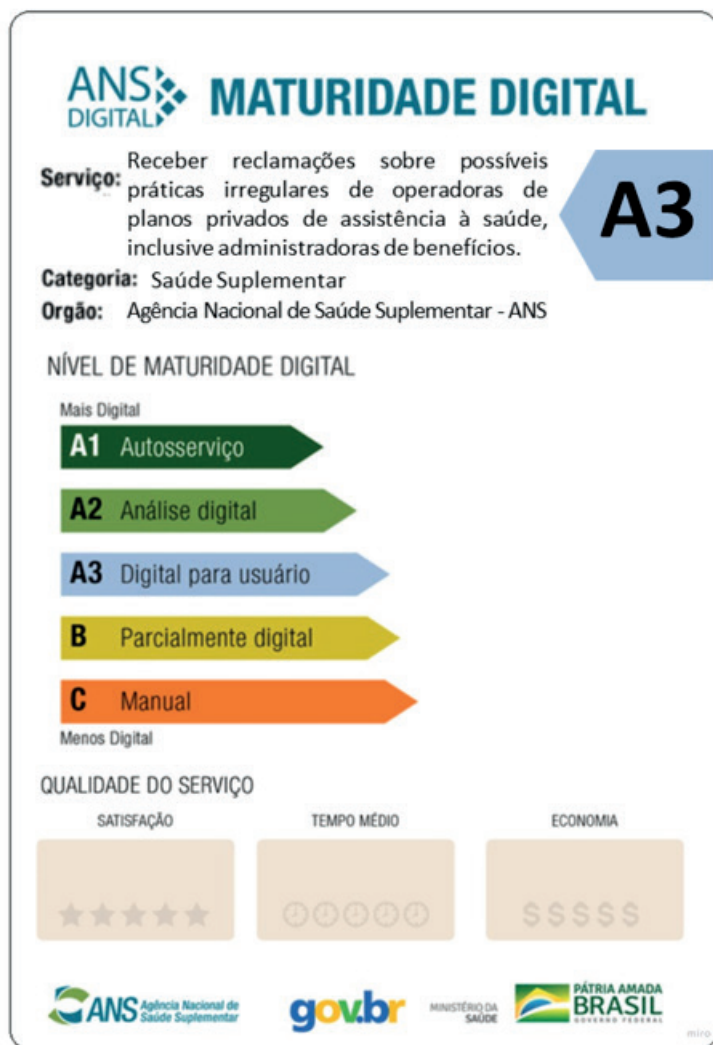 ANS
DIGITAL
MATURIDADE DIGITAL
Serviço: Receber reclamações sobre possíveis
práticas irregulares de operadoras de
planos privados de assistência à saúde,
inclusive administradoras de benefícios.
A3
Categoria: Saúde Suplementar
Orgão: Agência Nacional de Saúde Suplementar - ANS
NÍVEL DE MATURIDADE DIGITAL
Mais Digital
A1 Autosserviço
A2 Análise digital
A3 Digital para usuário
B Parcialmente digital
C Manual
Menos Digital
QUALIDADE DO SERVIÇO
SATISFAÇÃO TEMPO MÉDIO ECONOMIA
$$$$$
ANS Agência Nacional de
Saúde Suplementar
gov.br
MINISTÉRIO DA
SAÚDE
PÁTRIA AMADA
BRASIL
GOVERNO FEDERAL
miro